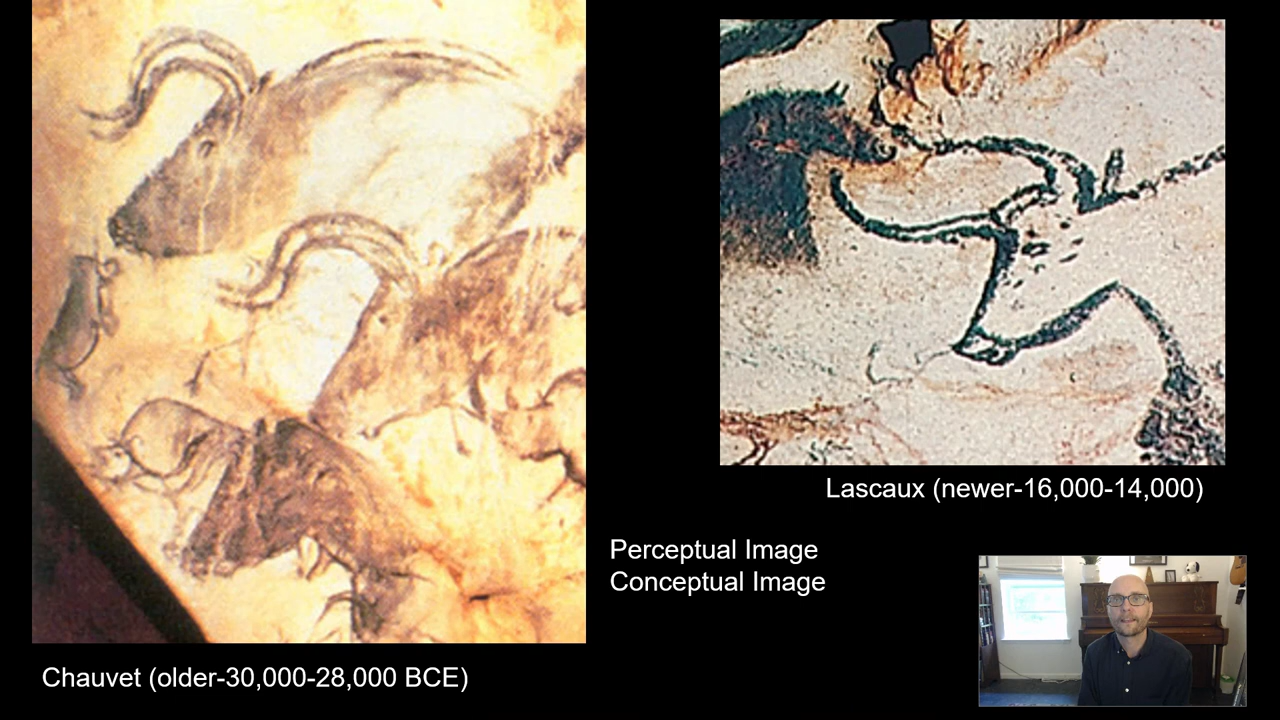 Lascaux (newer-16,000-14,000)
Perceptual Image
Conceptual Image
Chauvet (older-30,000-28,000 BCE)